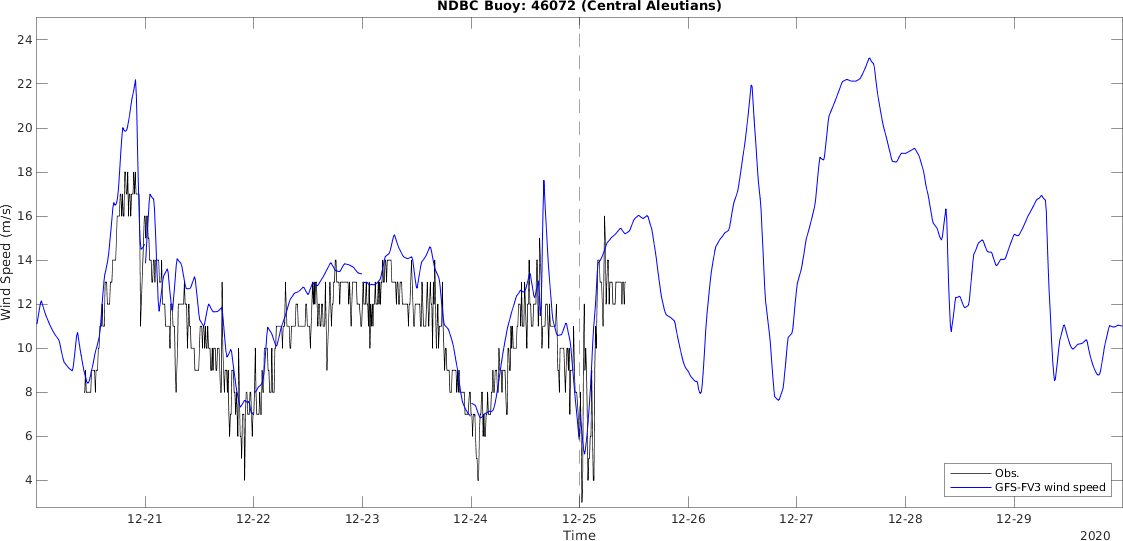 NDBC Buoy: 46072 (Central Aleutians)
24
22
20
18
16
14
12
10
8
6
4
Wind Speed (m/s)
12-21 12-22 12-23 12-24 12-25 12-26 12-27 12-28 12-29
Time
2020
Obs.
GFS-FV3 wind speed